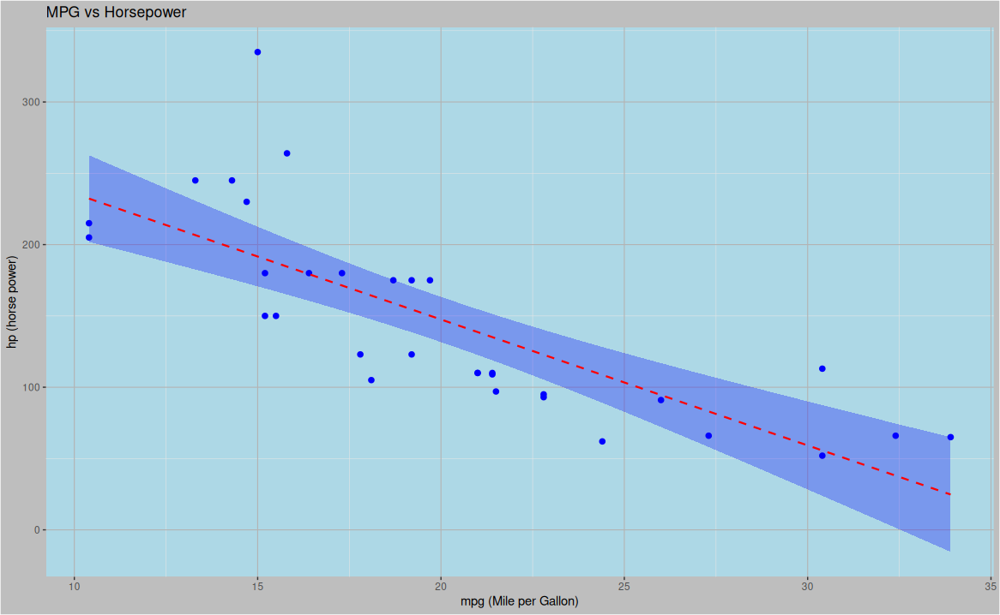 MPG vs Horsepower
300
200
100
0
hp (horse power)
10 15 20 25 30 35
mpg (Mile per Gallon)